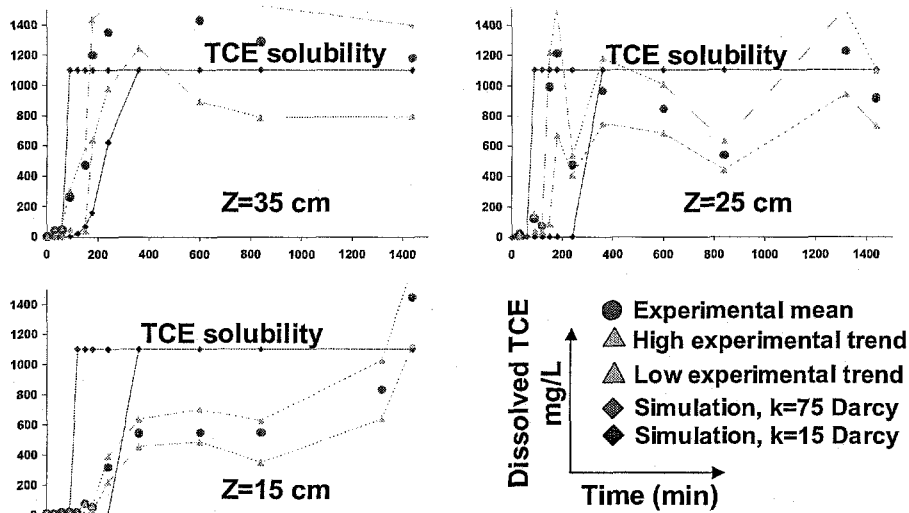 1400
1200
1000
800
600
400
200
0
TCE solubility
Z=35 cm
0 200 400 600 800 1000 1200 1400
1400
1200
1000
800
600
400
200
0
TCE solubility
Z=25 cm
0 200 400 600 800 1000 1200 1400
1400
1200
1000
800
600
400
200
TCE solubility
Z=15 cm
Dissolved TCE
mg/L
Time (min)
Experimental mean
High experimental trend
Low experimental trend
Simulation, k=75 Darcy
Simulation, k=15 Darcy